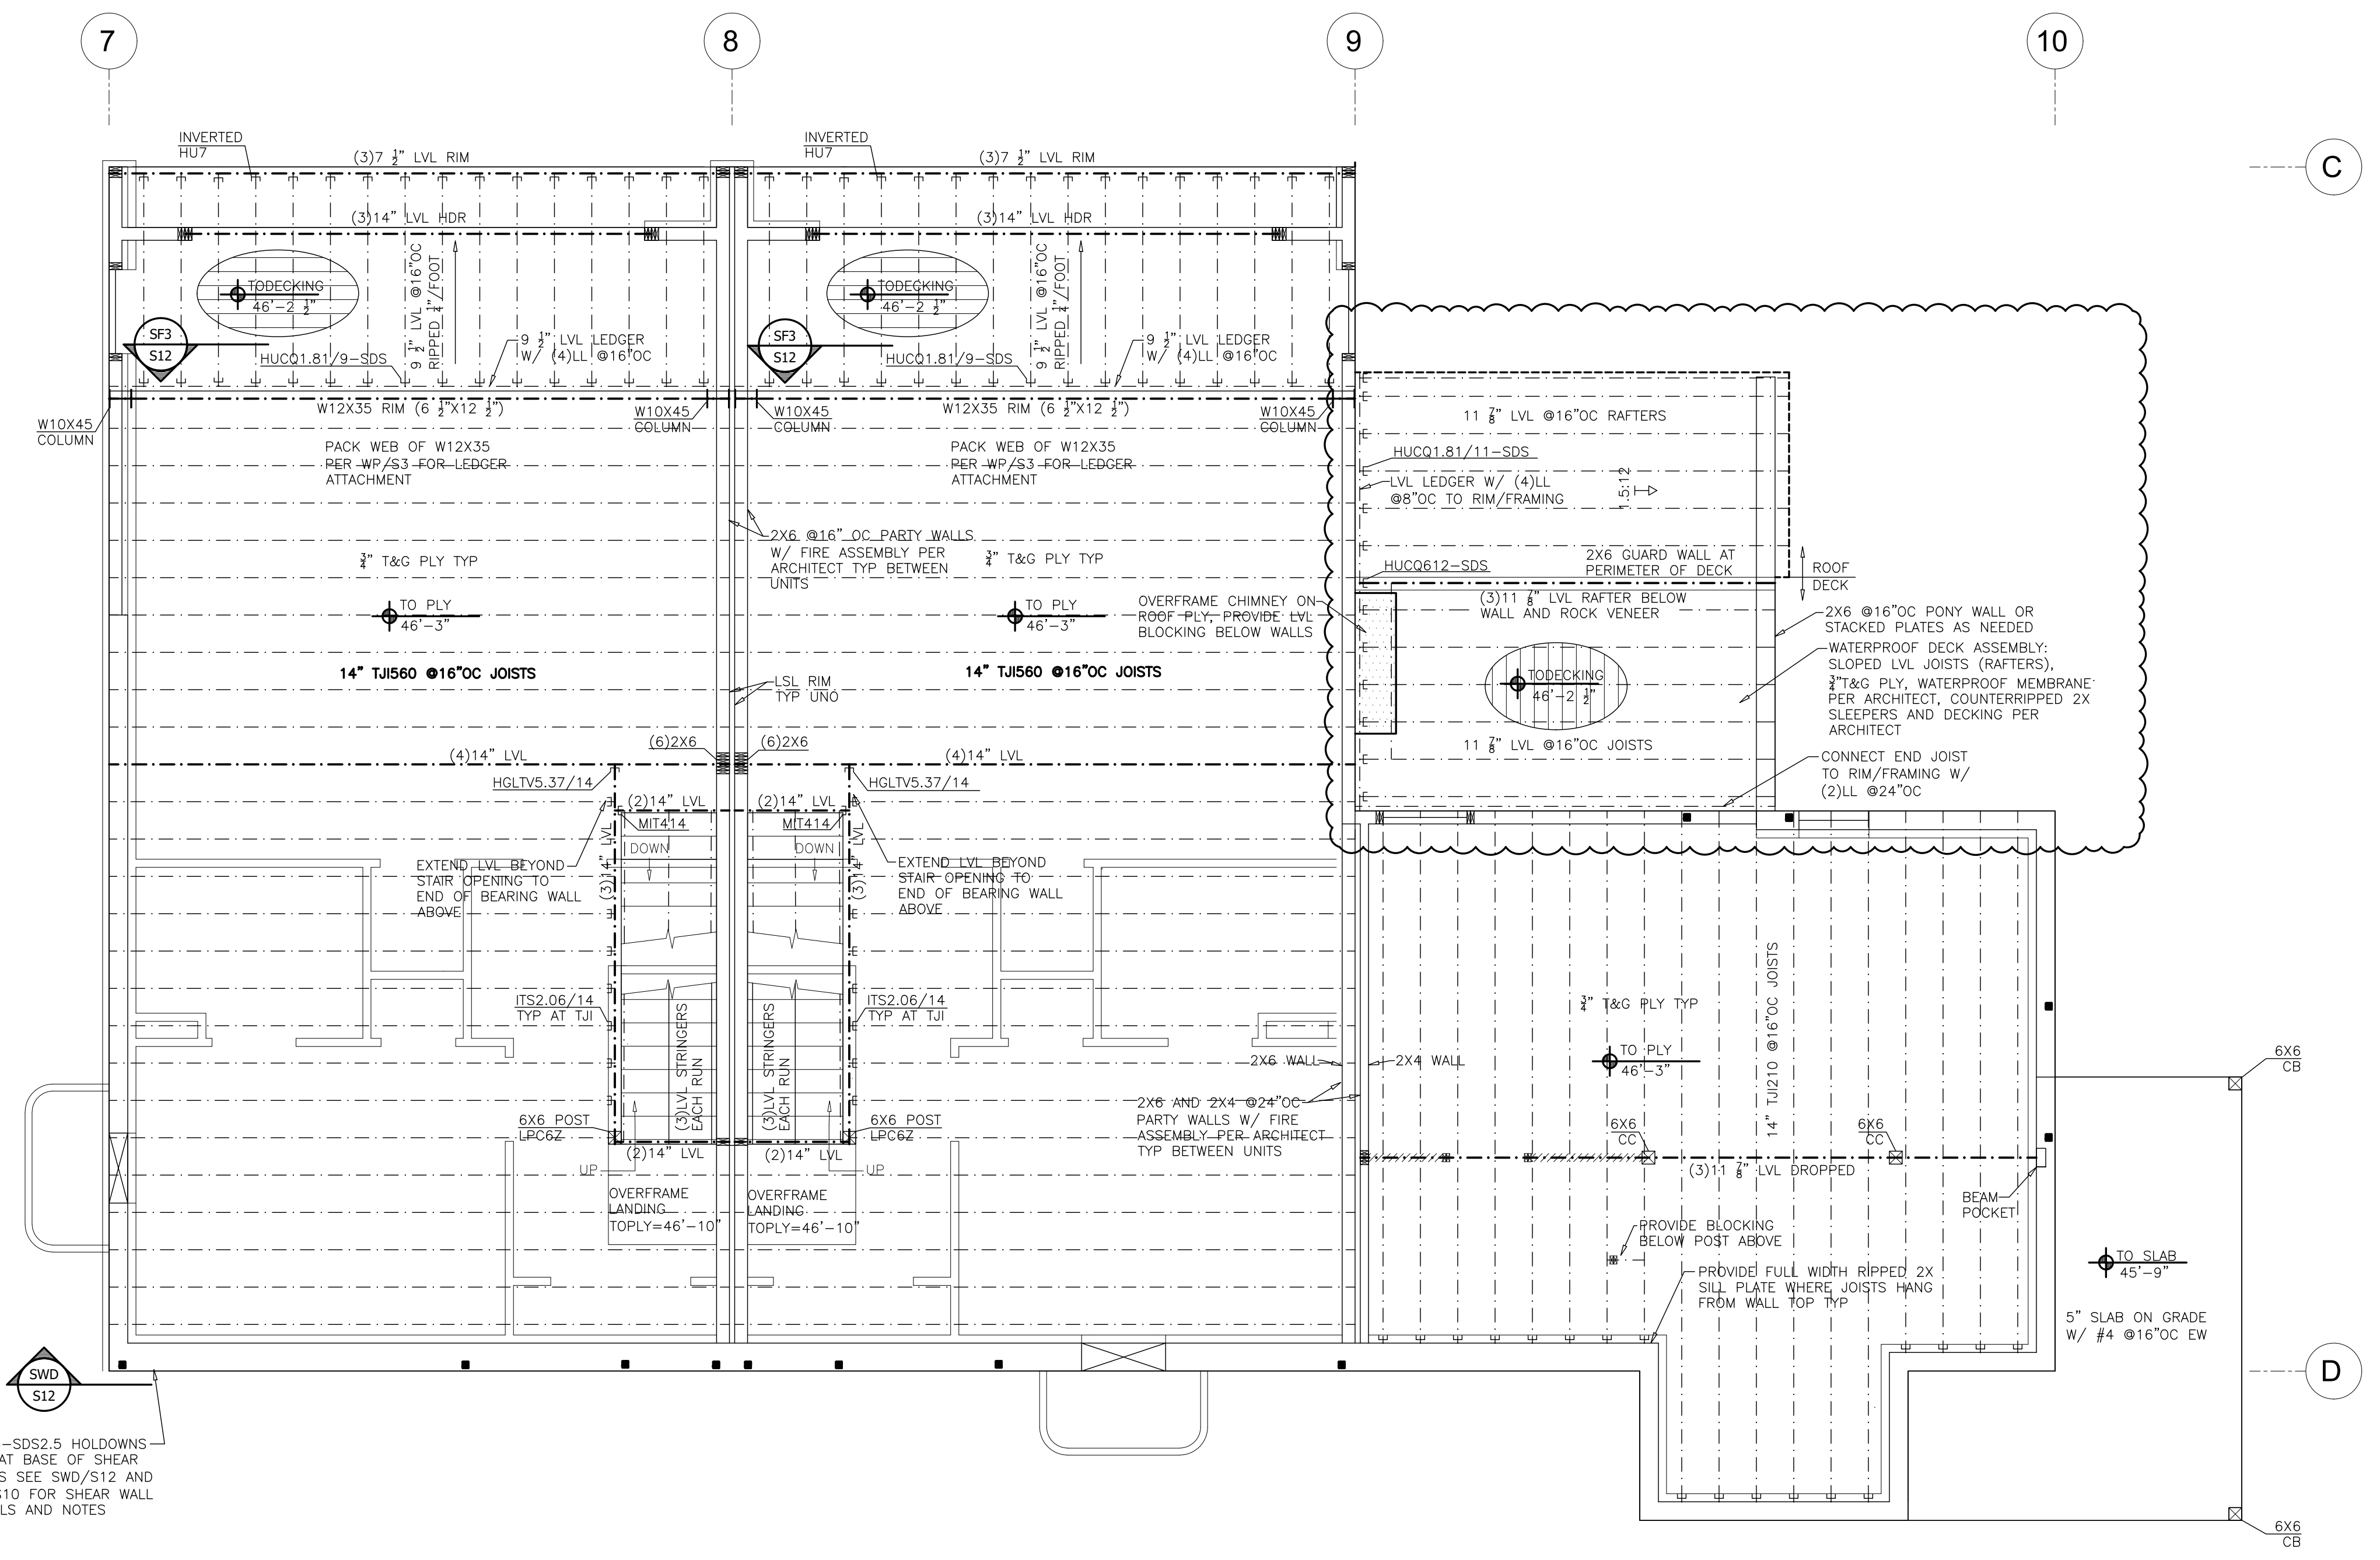 7
8
9
10
C
INVERTED
HU7
(3)7 ½" LVL RIM
INVERTED
HU7
(3)7 ½" LVL RIM
(3)14" LVL HDR
(3)14" LVL HDR
TODECKING
46'-2 ½"
9 ½" LVL @16"OC
RIPPED ¼"/FOOT
TODECKING
46'-2 ½"
9 ½" LVL @16"OC
RIPPED ¼"/FOOT
SF3
S12
9 ½" LVL LEDGER
W/ (4)LL @16"OC
HUCQ1.81/9-SDS
SF3
S12
9 ½" LVL LEDGER
W/ (4)LL @16"OC
HUCQ1.81/9-SDS
W10X45
COLUMN
W12X35 RIM (6 ½"X12 ½")
W10X45
COLUMN
W10X45
COLUMN
W12X35 RIM (6 ½"X12 ½")
W10X45
COLUMN
PACK WEB OF W12X35
PER WP/S3 FOR LEDGER
ATTACHMENT
PACK WEB OF W12X35
PER WP/S3 FOR LEDGER
ATTACHMENT
11 ⅞" LVL @16"OC RAFTERS
HUCQ1.81/11-SDS
LVL LEDGER W/ (4)LL
@8"OC TO RIM/FRAMING
1.5:12
2X6 @16" OC PARTY WALLS
W/ FIRE ASSEMBLY PER
ARCHITECT TYP BETWEEN
UNITS
¾" T&G PLY TYP
¾" T&G PLY TYP
2X6 GUARD WALL AT
PERIMETER OF DECK
HUCQ612-SDS
ROOF
DECK
TO PLY
46'-3"
TO PLY
46'-3"
OVERFRAME CHIMNEY ON
ROOF PLY, PROVIDE LVL
BLOCKING BELOW WALLS
(3)11 ⅞" LVL RAFTER BELOW
WALL AND ROCK VENEER
2X6 @16"OC PONY WALL OR
STACKED PLATES AS NEEDED
WATERPROOF DECK ASSEMBLY:
SLOPED LVL JOISTS (RAFTERS),
¾"T&G PLY, WATERPROOF MEMBRANE
PER ARCHITECT, COUNTERRIPPED 2X
SLEEPERS AND DECKING PER
ARCHITECT
14" TJI560 @16"OC JOISTS
14" TJI560 @16"OC JOISTS
LSL RIM
TYP UNO
TODECKING
46'-2 ½"
11 ⅞" LVL @16"OC JOISTS
CONNECT END JOIST
TO RIM/FRAMING W/
(2)LL @24"OC
(4)14" LVL
(6)2X6
(6)2X6
(4)14" LVL
HGLTV5.37/14
HGLTV5.37/14
(2)14" LVL
(2)14" LVL
MIT414
MIT414
DOWN
DOWN
(3)14" LVL
(3)14" LVL
EXTEND LVL BEYOND
STAIR OPENING TO
END OF BEARING WALL
ABOVE
EXTEND LVL BEYOND
STAIR OPENING TO
END OF BEARING WALL
ABOVE
ITS2.06/14
TYP AT TJI
ITS2.06/14
TYP AT TJI
(3)LVL STRINGERS
EACH RUN
(3)LVL STRINGERS
EACH RUN
¾" T&G PLY TYP
TO PLY
46'-3"
14" TJI210 @16"OC JOISTS
2X6 WALL
2X4 WALL
2X6 AND 2X4 @24"OC
PARTY WALLS W/ FIRE
ASSEMBLY PER ARCHITECT
TYP BETWEEN UNITS
6X6 POST
LPC6Z
6X6 POST
LPC6Z
(2)14" LVL
(2)14" LVL
UP
UP
6X6
CC
6X6
CC
(3)11 ⅞" LVL DROPPED
6X6
CB
BEAM
POCKET
OVERFRAME
LANDING
TOPLY=46'-10"
OVERFRAME
LANDING
TOPLY=46'-10"
PROVIDE BLOCKING
BELOW POST ABOVE
PROVIDE FULL WIDTH RIPPED 2X
SILL PLATE WHERE JOISTS HANG
FROM WALL TOP TYP
TO SLAB
45'-9"
5" SLAB ON GRADE
W/ #4 @16"OC EW
D
SWD
S12
-SDS2.5 HOLDOWNS
AT BASE OF SHEAR
S SEE SWD/S12 AND
S10 FOR SHEAR WALL
LS AND NOTES
6X6
CB